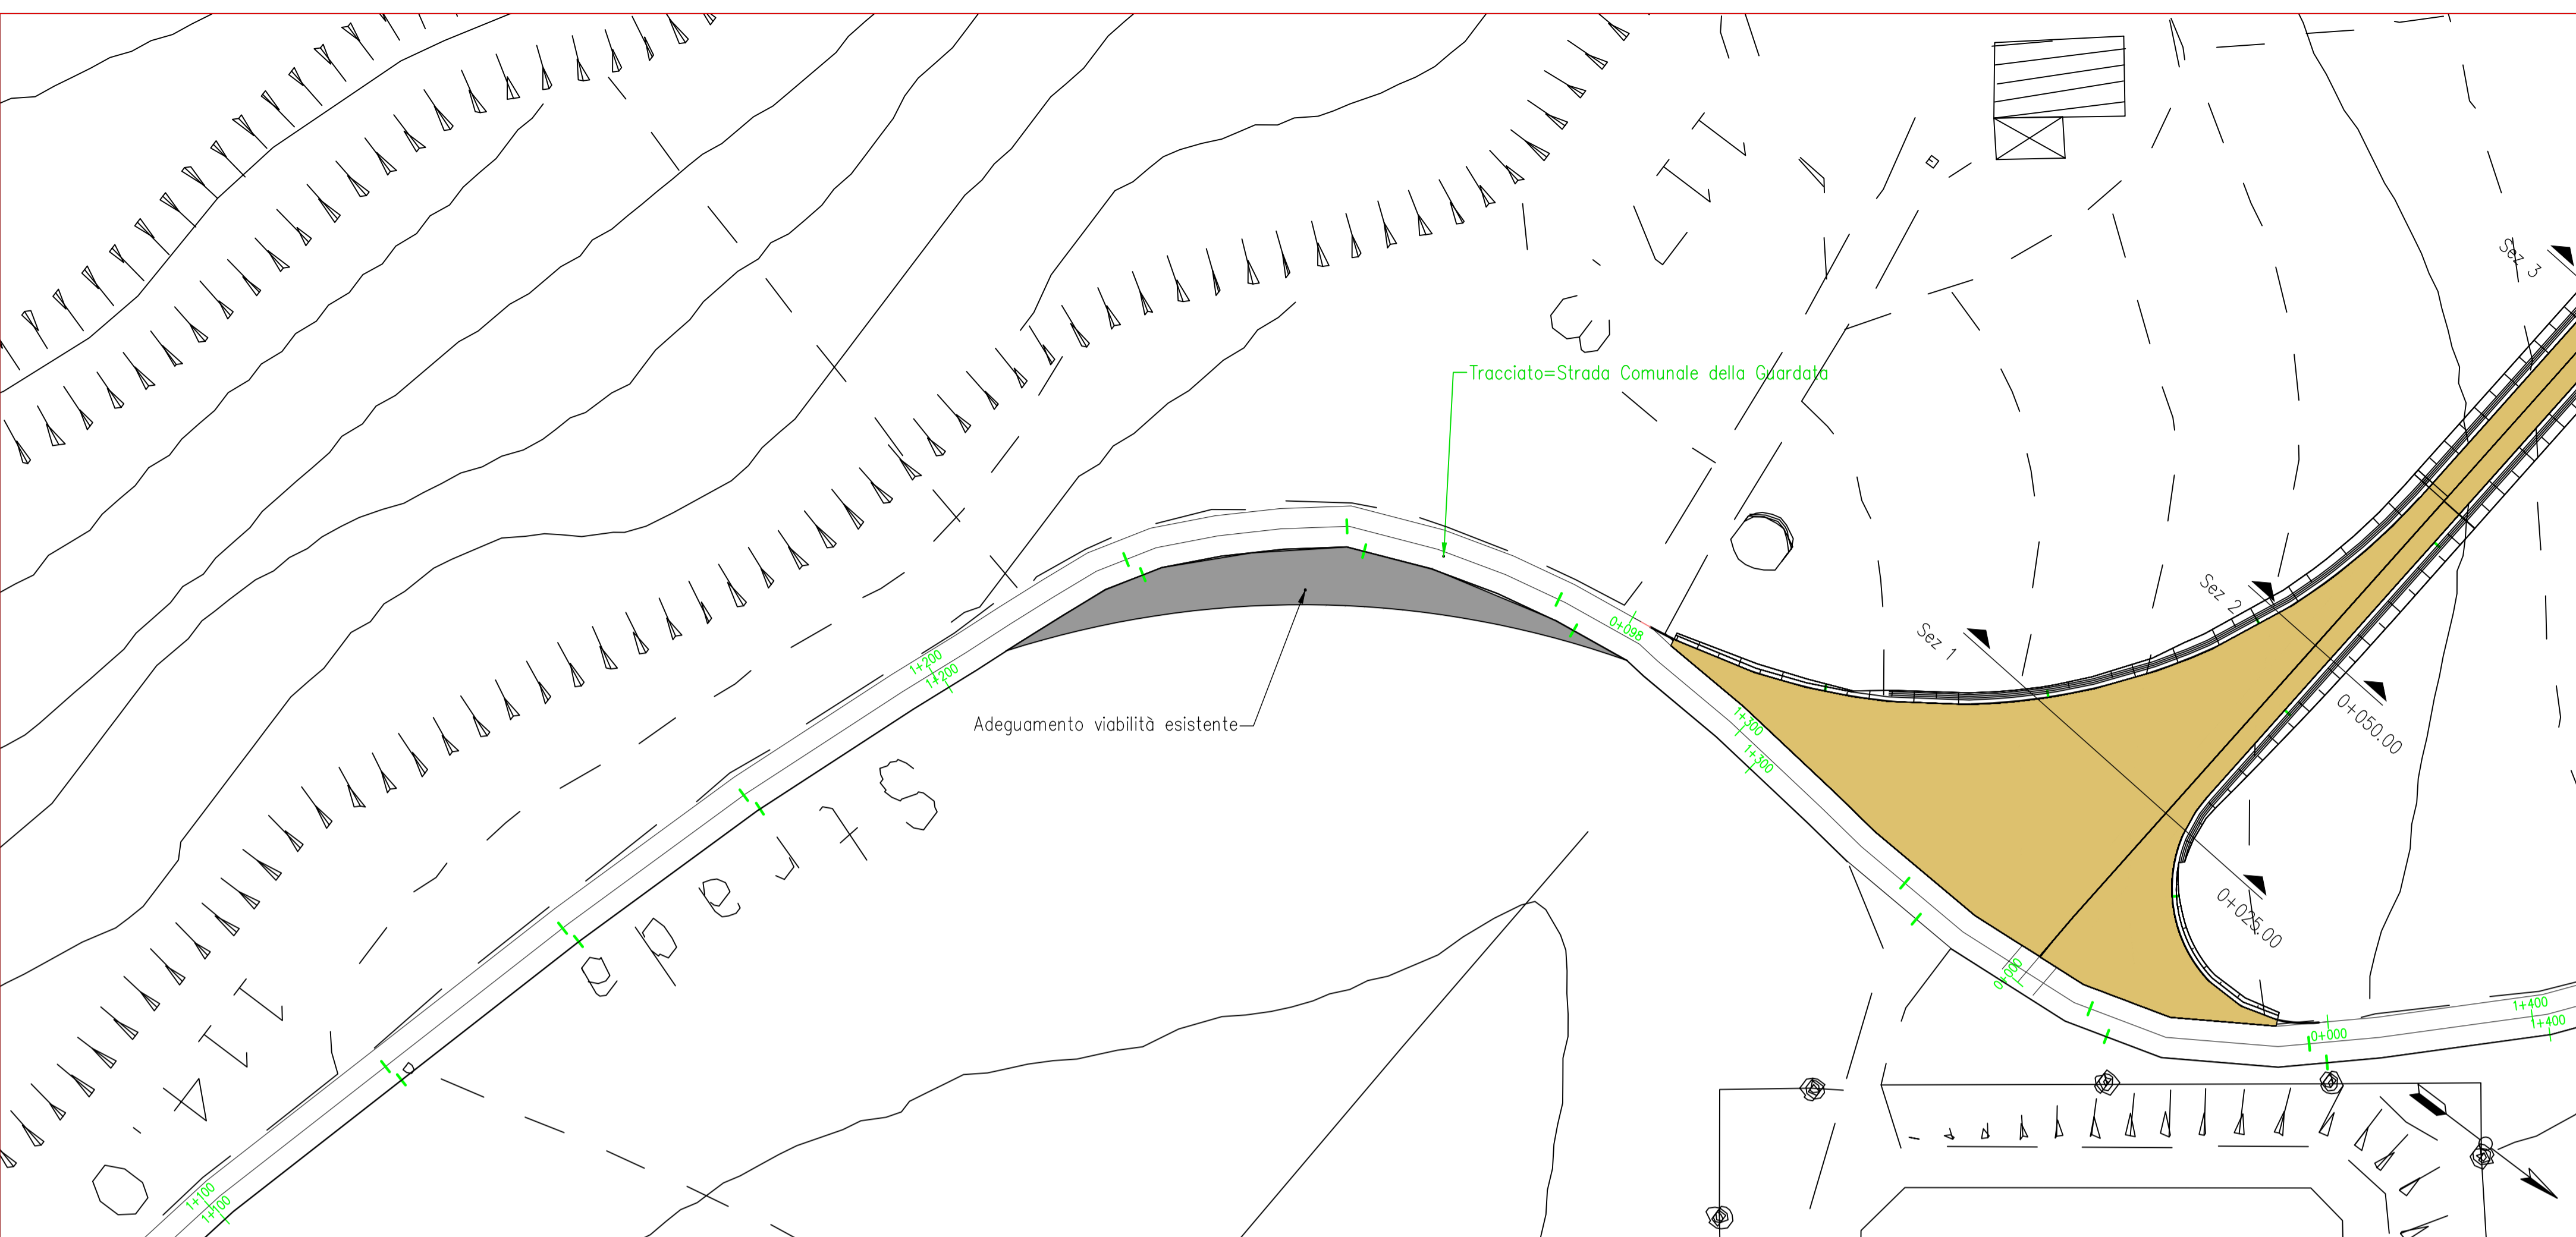 Sez 3
Tracciato=Strada Comunale della Guardata
Sez 2
Sez 1
0+098
1+200
1+200
Adeguamento viabilità esistente
1+300
1+300
0+050.00
0+025.00
0+000
0+000
1+400
1+400
Strada
1+100
1+100